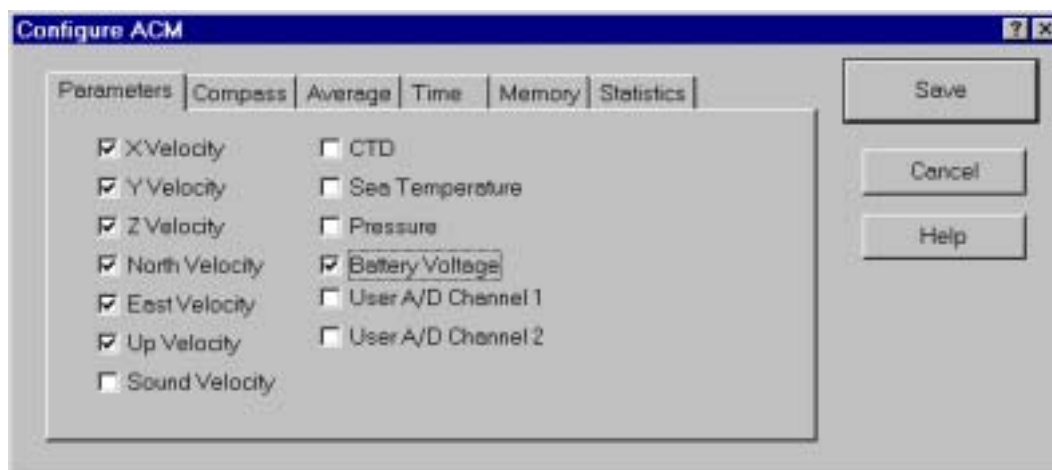 Configure ACM
Parameters Compass Average Time Memory Statistics
X Velocity
Y Velocity
Z Velocity
North Velocity
East Velocity
Up Velocity
Sound Velocity
CTD
Sea Temperature
Pressure
Battery Voltage
User A/D Channel 1
User A/D Channel 2
Save
Cancel
Help